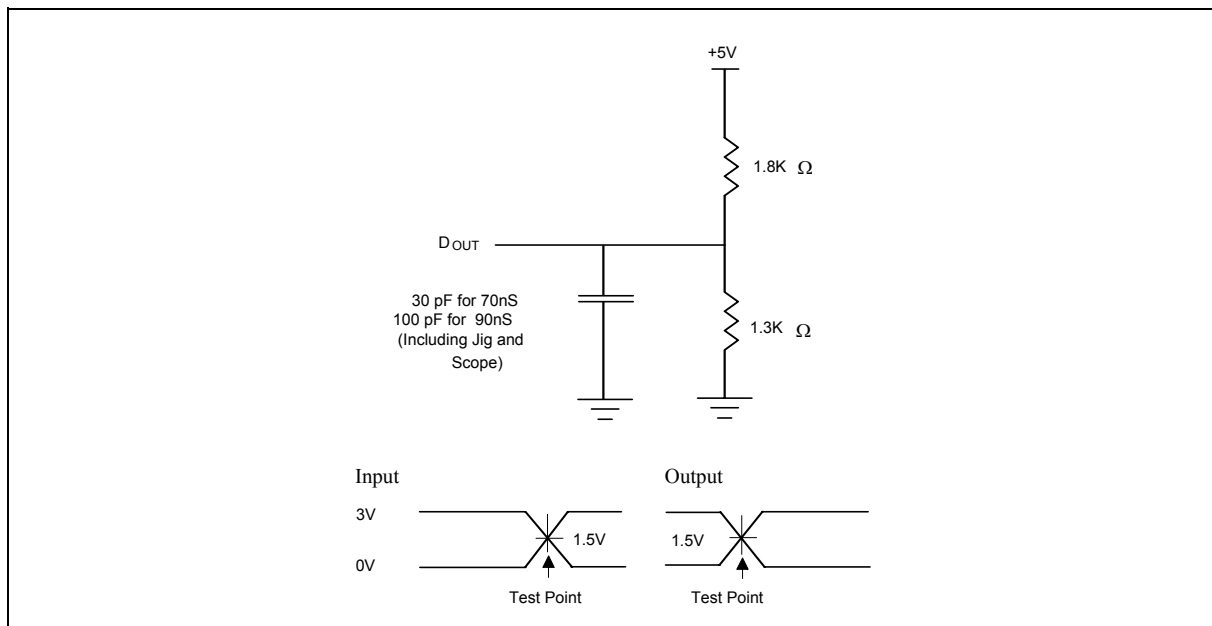 +5V
1.8K Ω
DOUT
30 pF for 70nS
100 pF for 90nS
(Including Jig and
Scope)
1.3K Ω
Input
Output
3V
1.5V
1.5V
0V
Test Point
Test Point